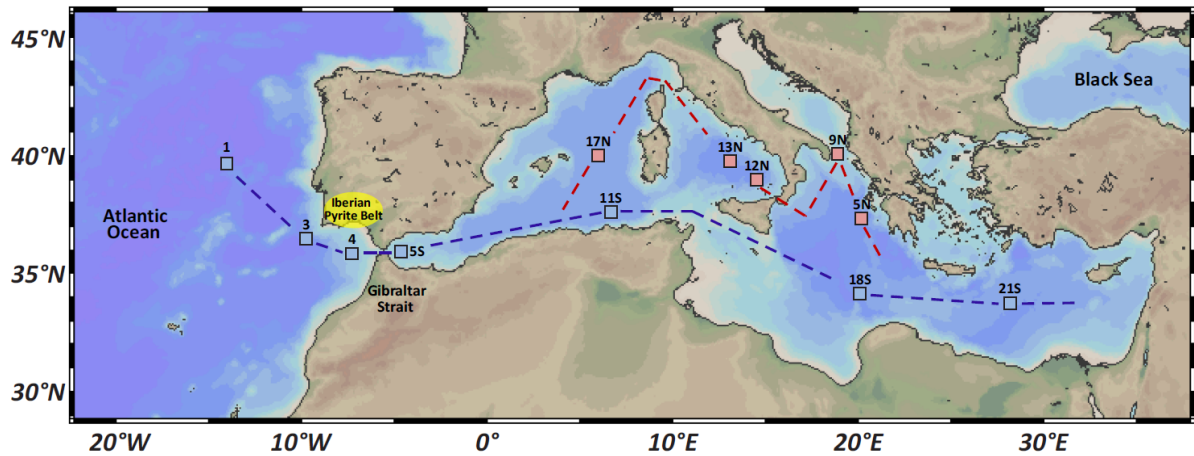 45°N
Black Sea
9N
17N
13N
40°N
1
12N
Iberian
Pyrite Belt
Atlantic
Ocean
11S
5N
3
4
5S
35°N
Gibraltar
Strait
18S
21S
30°N
20°W
10°W
0°
10°E
20°E
30°E